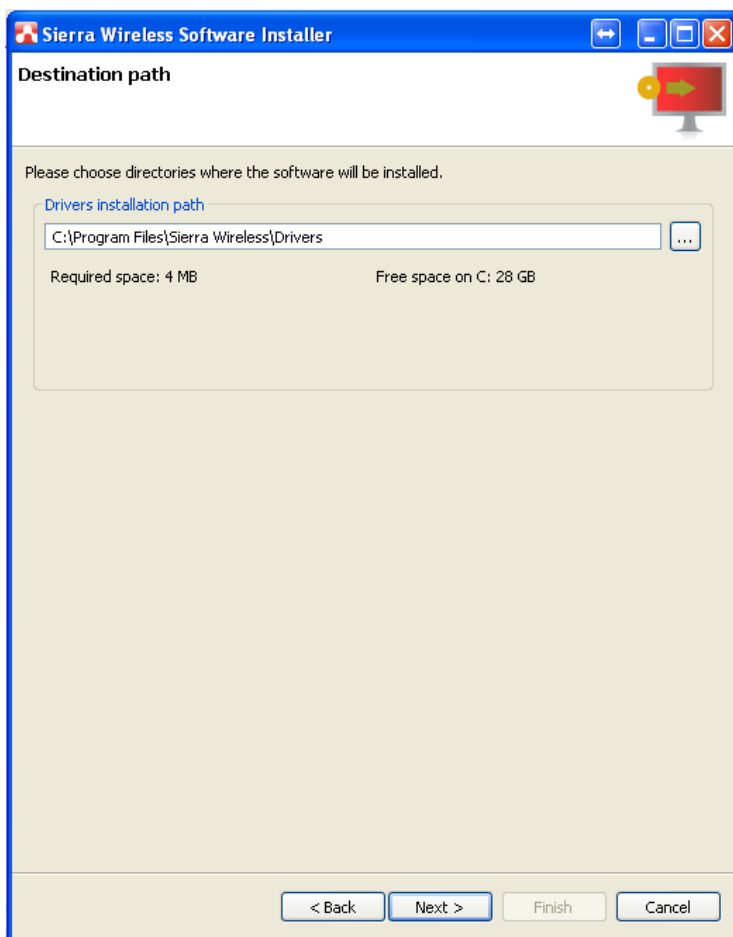 Sierra Wireless Software Installer
Destination path
Please choose directories where the software will be installed.
Drivers installation path
C:\Program Files\Sierra Wireless\Drivers
...
Required space: 4 MB Free space on C: 28 GB
< Back Next > Finish Cancel